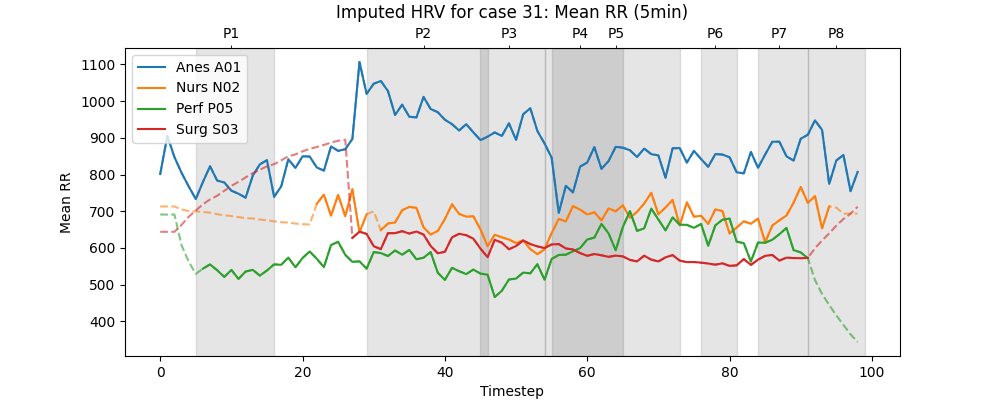 Imputed HRV for case 31: Mean RR (5min)
P1 P2 P3 P4 P5 P6 P7 P8
Anes A01
Nurs N02
Perf P05
Surg S03
Mean RR
1100
1000
900
800
700
600
500
400
0 20 40 60 80 100
Timestep